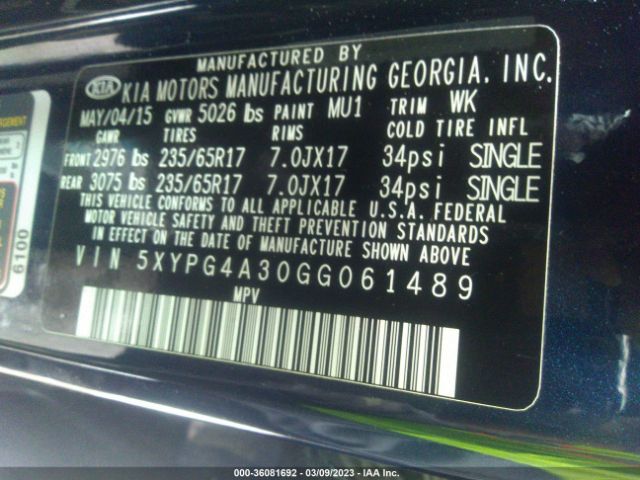 MANUFACTURED BY
KIA KIA MOTORS MANUFACTURING GEORGIA, INC.
MAY/04/15 GVWR 5026 lbs PAINT MU1 TRIM WK
GAWR TIRES RIMS COLD TIRE INFL
FRONT 2976 lbs 235/65R17 7.0JX17 34psi SINGLE
REAR 3075 lbs 235/65R17 7.0JX17 34psi SINGLE
THIS VEHICLE CONFORMS TO ALL APPLICABLE U.S.A. FEDERAL
MOTOR VEHICLE SAFETY AND THEFT PREVENTION STANDARDS
IN EFFECT ON THE DATE OF MANUFACTURE SHOWN ABOVE
VIN 5XYPG4A30GG061489
MPV
6100
000-36081692 - 03/09/2023 - IAA Inc.